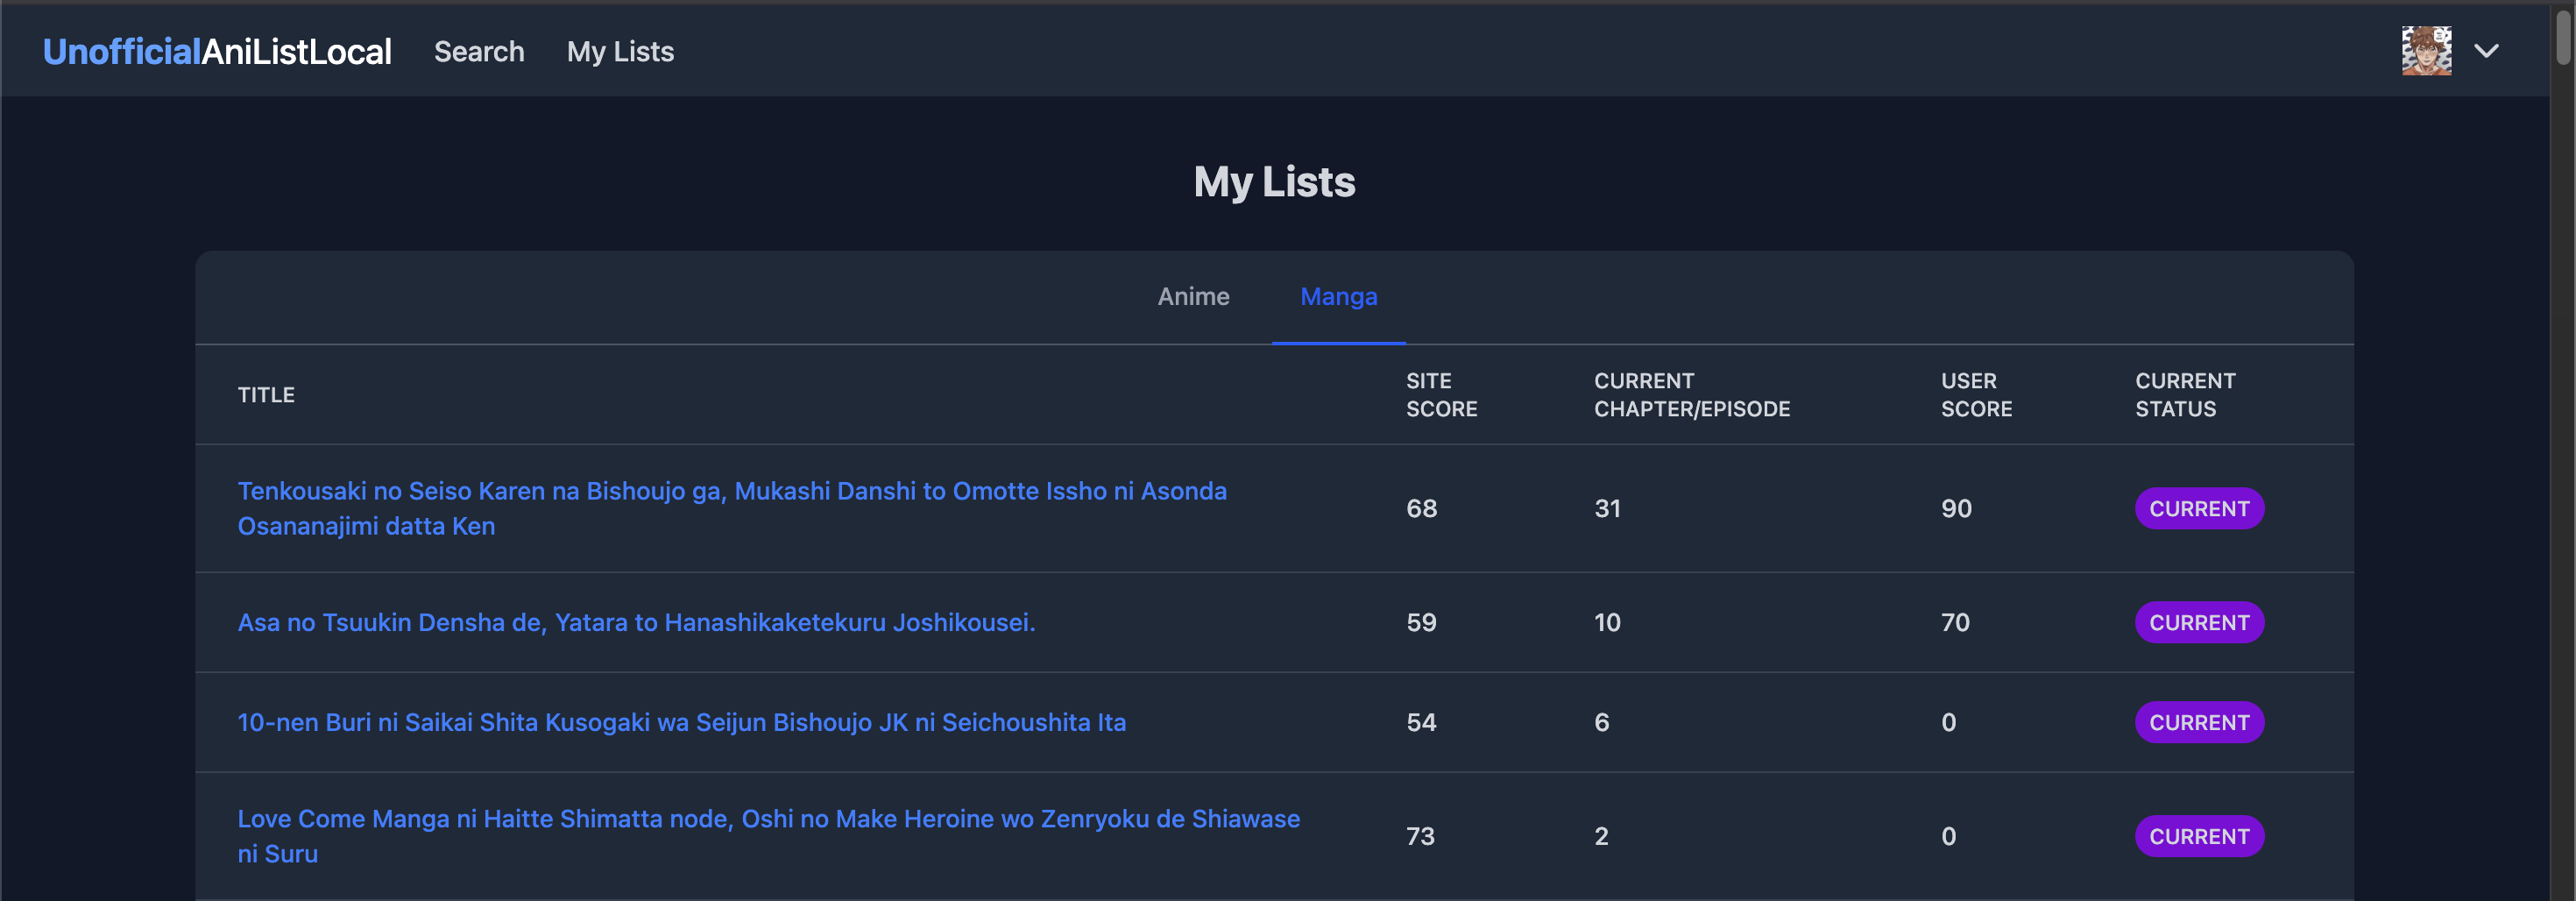 UnofficialAniListLocal Search My Lists
My Lists
Anime Manga
TITLE SITE SCORE CURRENT CHAPTER/EPISODE USER SCORE CURRENT STATUS
Tenkousaki no Seiso Karen na Bishoujo ga, Mukashi Danshi to Omotte Issho ni Asonda
Osananajimi datta Ken
68 31 90 CURRENT
Asa no Tsuukin Densha de, Yatara to Hanashikaketekuru Joshikousei. 59 10 70 CURRENT
10-nen Buri ni Saikai Shita Kusogaki wa Seijun Bishoujo JK ni Seichoushita Ita 54 6 0 CURRENT
Love Come Manga ni Haitte Shimatta node, Oshi no Make Heroine wo Zenryoku de Shiawase
ni Suru
73 2 0 CURRENT